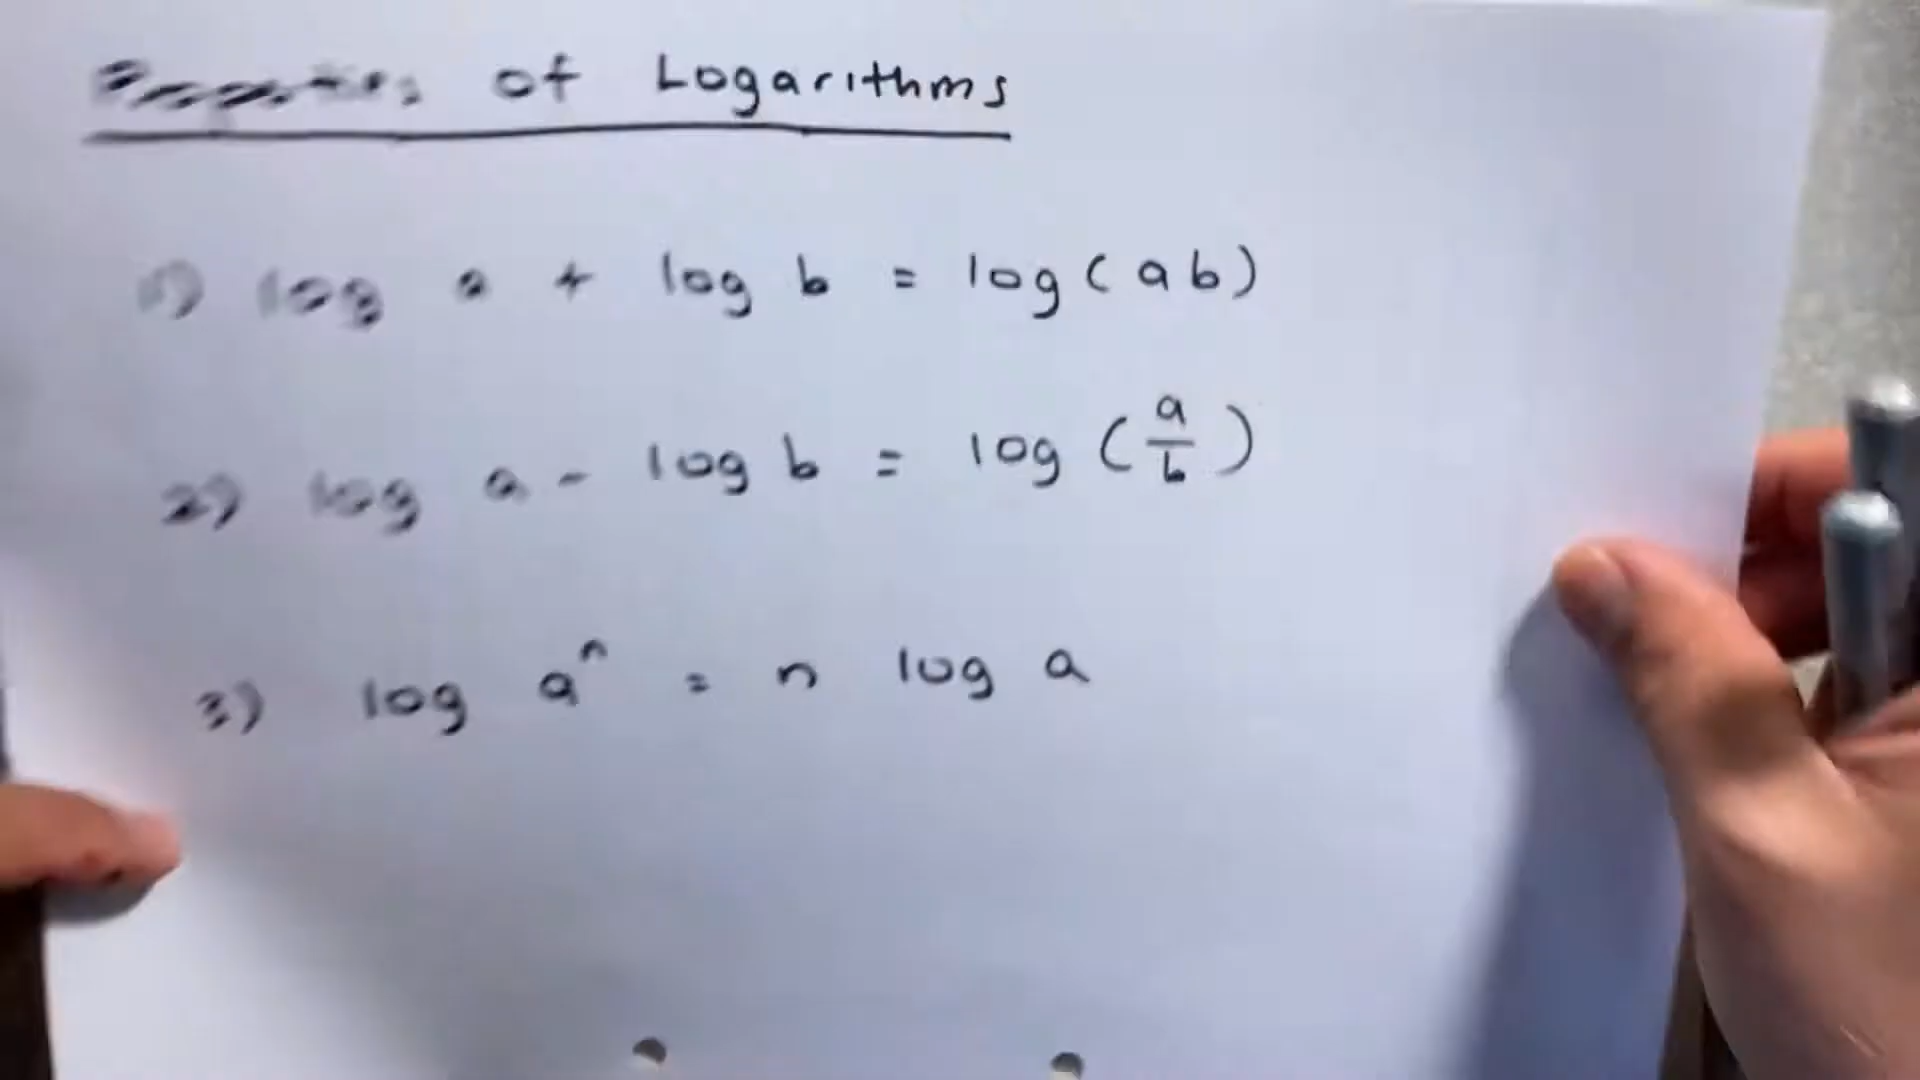 Properties of Logarithms
1) log a + log b = log(ab)
2) log a - log b = log (a/b)
3) log a^n = n log a